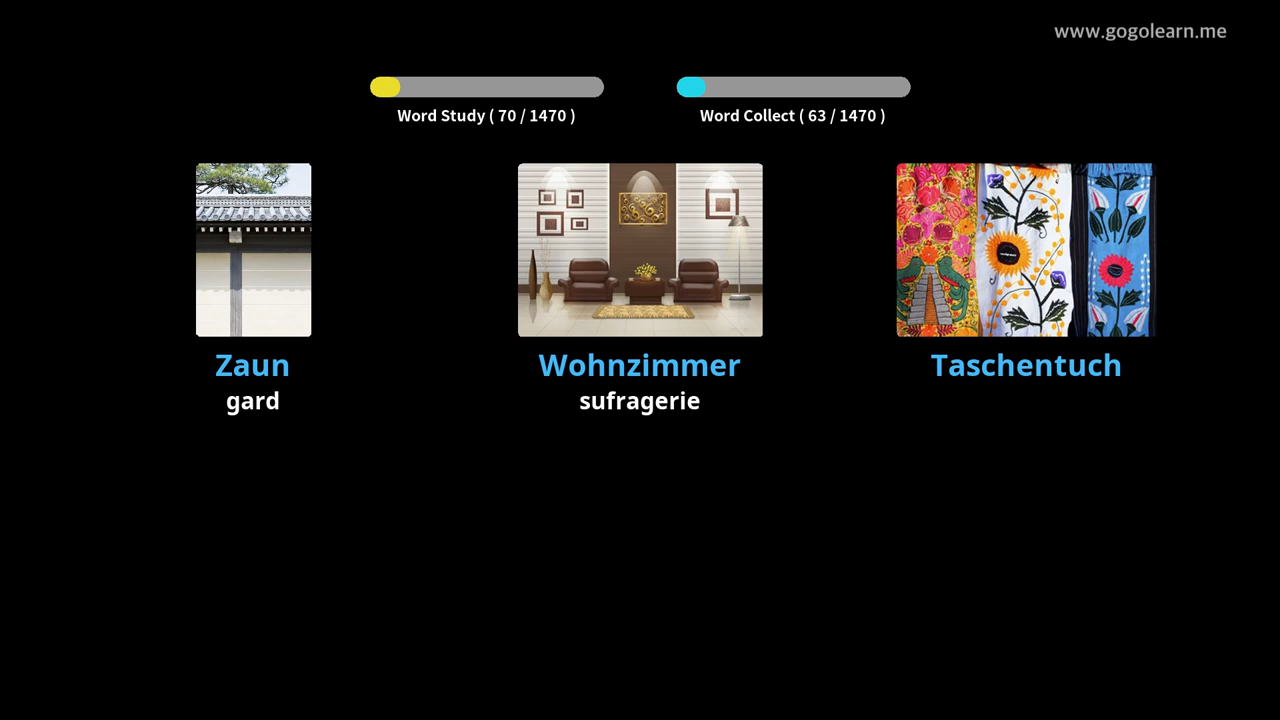 www.gogolearn.me
Word Study ( 70 / 1470 )
Word Collect ( 63 / 1470 )
Zaun
gard
Wohnzimmer
sufragerie
Taschentuch